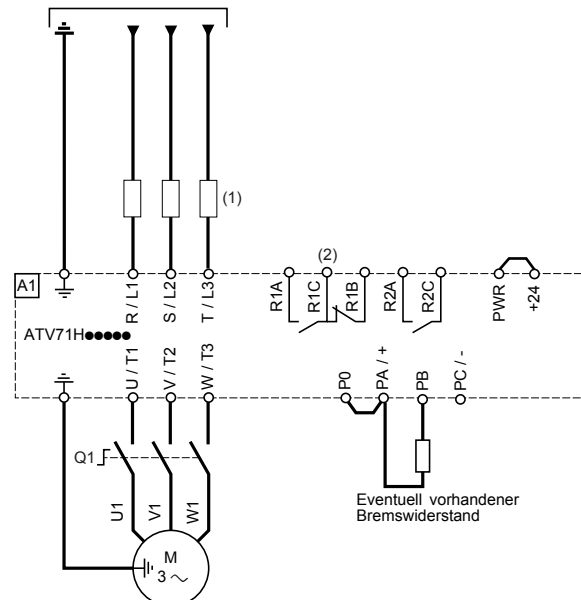 (1)
(2)
A1
R / L1
S / L2
T / L3
R1A
R1C
R1B
R2A
R2C
PWR
+24
ATV71H●●●●●
U / T1
V / T2
W / T3
P0
PA / +
PB
PC / -
Q1
U1
V1
W1
Eventuell vorhandener
Bremswiderstand
M
3 ~